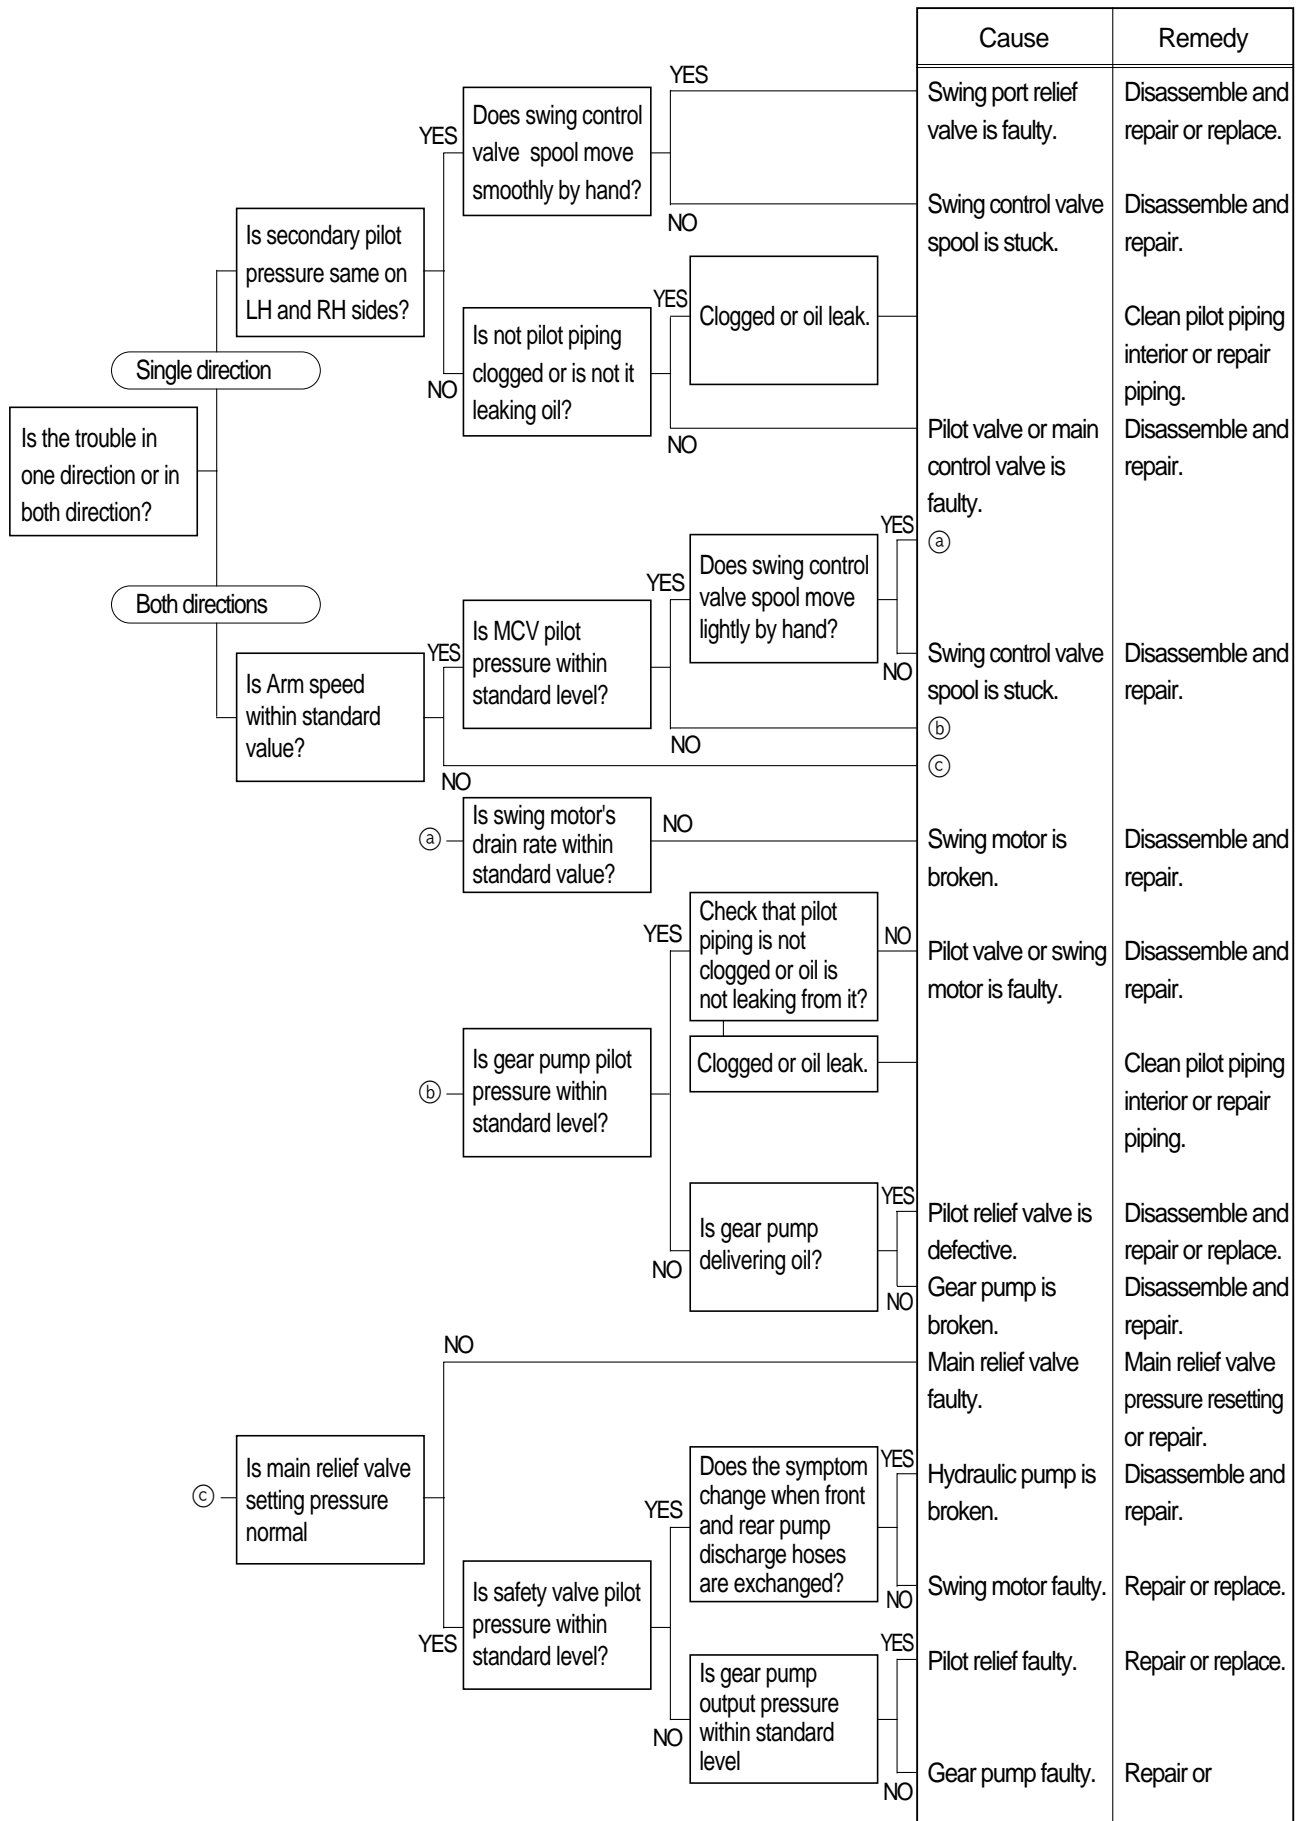 Cause
Remedy
YES
Swing port relief
valve is faulty.
Disassemble and
repair or replace.
YES
Does swing control
valve spool move
smoothly by hand?
NO
Swing control valve
spool is stuck.
Disassemble and
repair.
Is secondary pilot
pressure same on
LH and RH sides?
YES
Clogged or oil leak.
Clean pilot piping
interior or repair
piping.
Is not pilot piping
clogged or is not it
leaking oil?
NO
Single direction
NO
Pilot valve or main
control valve is
faulty.
Disassemble and
repair.
Is the trouble in
one direction or in
both direction?
YES
ⓐ
Does swing control
valve spool move
lightly by hand?
YES
Both directions
Is MCV pilot
pressure within
standard level?
YES
NO
Swing control valve
spool is stuck.
Disassemble and
repair.
Is Arm speed
within standard
value?
NO
ⓑ
NO
ⓒ
ⓐ
Is swing motor's
drain rate within
standard value?
NO
Swing motor is
broken.
Disassemble and
repair.
YES
Check that pilot
piping is not
clogged or oil is
not leaking from it?
NO
Pilot valve or swing
motor is faulty.
Disassemble and
repair.
Clogged or oil leak.
Clean pilot piping
interior or repair
piping.
ⓑ
Is gear pump pilot
pressure within
standard level?
YES
Pilot relief valve is
defective.
Disassemble and
repair or replace.
Is gear pump
delivering oil?
NO
NO
Gear pump is
broken.
Disassemble and
repair.
NO
Main relief valve
faulty.
Main relief valve
pressure resetting
or repair.
ⓒ
Is main relief valve
setting pressure
normal
YES
Does the symptom
change when front
and rear pump
discharge hoses
are exchanged?
YES
Hydraulic pump is
broken.
Disassemble and
repair.
NO
Swing motor faulty.
Repair or replace.
Is safety valve pilot
pressure within
standard level?
YES
YES
Pilot relief faulty.
Repair or replace.
Is gear pump
output pressure
within standard
level
NO
NO
Gear pump faulty.
Repair or